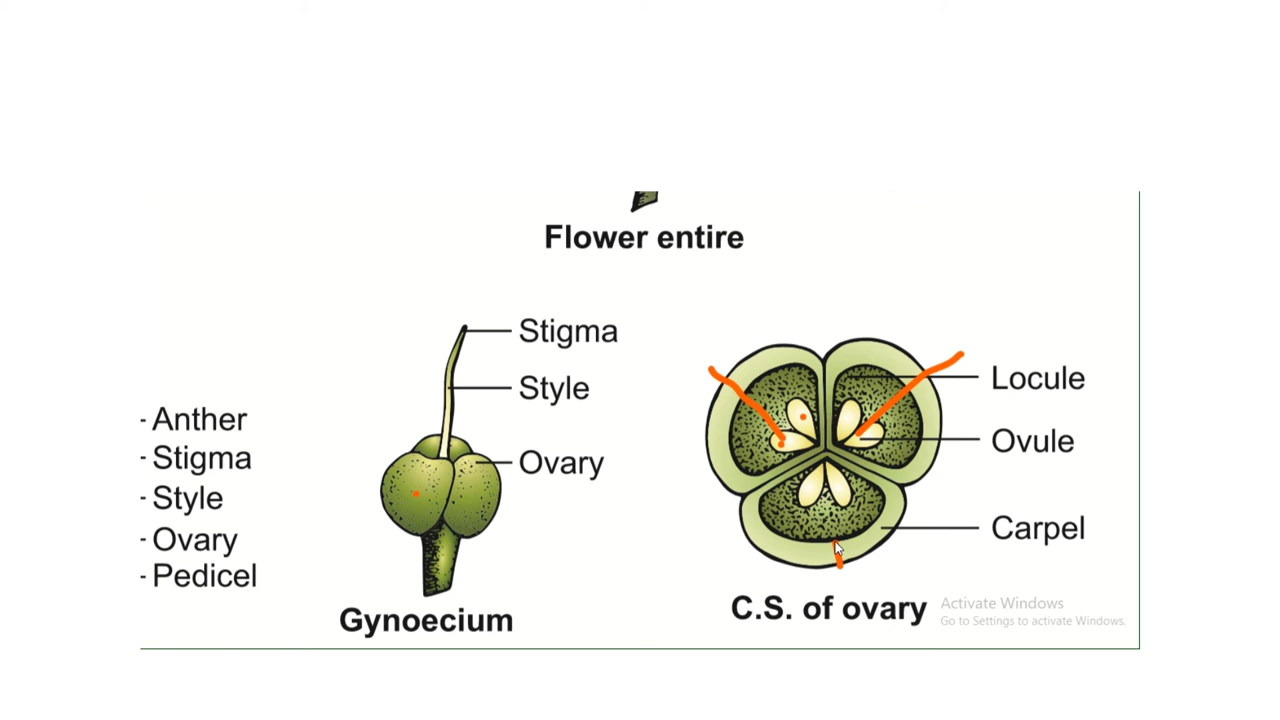 Flower entire
- Anther
- Stigma
- Style
- Ovary
- Pedicel
Stigma
Style
Ovary
Gynoecium
Locule
Ovule
Carpel
C.S. of ovary
Activate Windows
Go to Settings to activate Windows.